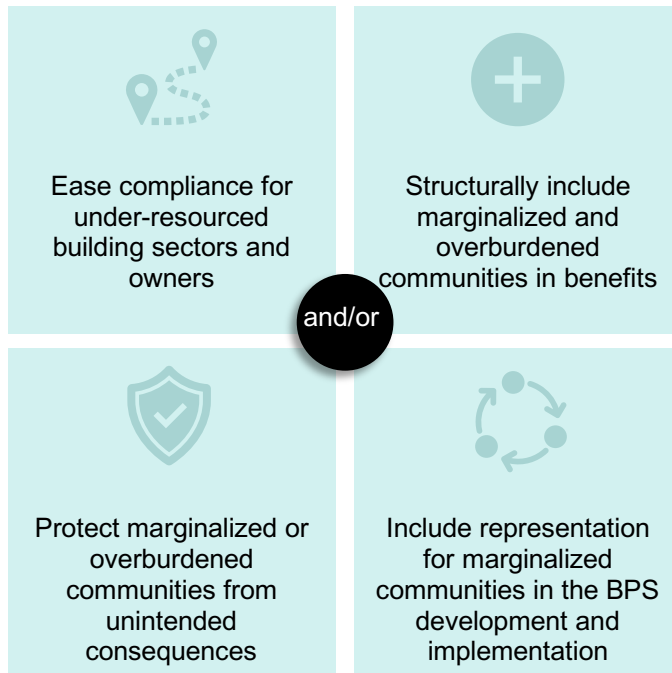 Ease compliance for
under-resourced
building sectors and
owners
Structurally include
marginalized and
overburdened
communities in benefits
and/or
Protect marginalized or
overburdened
communities from
unintended
consequences
Include representation
for marginalized
communities in the BPS
development and
implementation